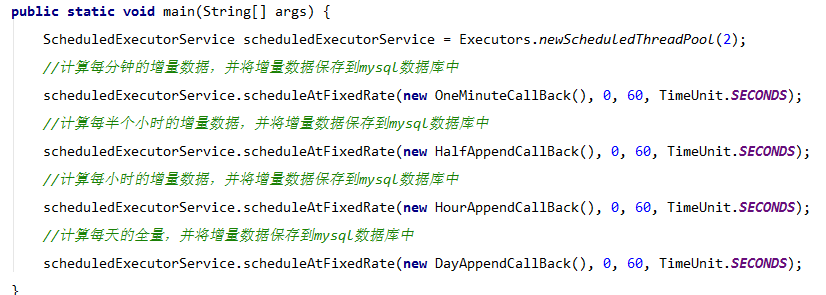 public static void main(String[] args) {
ScheduledExecutorService scheduledExecutorService = Executors.newScheduledThreadPool(2);
//计算每分钟的增量数据，并将增量数据保存到mysql数据库中
scheduledExecutorService.scheduleAtFixedRate(new OneMinuteCallBack(), 0, 60, TimeUnit.SECONDS);
//计算每半个小时的增量数据，并将增量数据保存到mysql数据库中
scheduledExecutorService.scheduleAtFixedRate(new HalfAppendCallBack(), 0, 60, TimeUnit.SECONDS);
//计算每小时的增量数据，并将增量数据保存到mysql数据库中
scheduledExecutorService.scheduleAtFixedRate(new HourAppendCallBack(), 0, 60, TimeUnit.SECONDS);
//计算每天的全量，并将增量数据保存到mysql数据库中
scheduledExecutorService.scheduleAtFixedRate(new DayAppendCallBack(), 0, 60, TimeUnit.SECONDS);
}